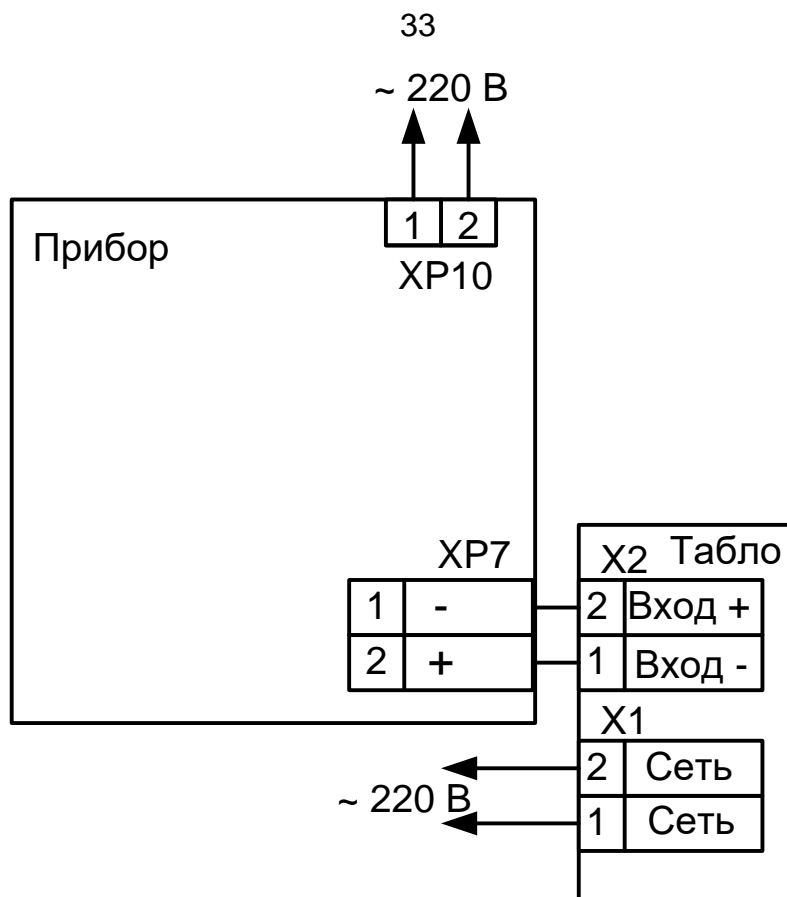 33
~ 220 В
1 2
Прибор
XP10
XP7
X2 Табло
1 - 2 Вход +
2 + 1 Вход -
X1
2 Сеть
~ 220 В
1 Сеть